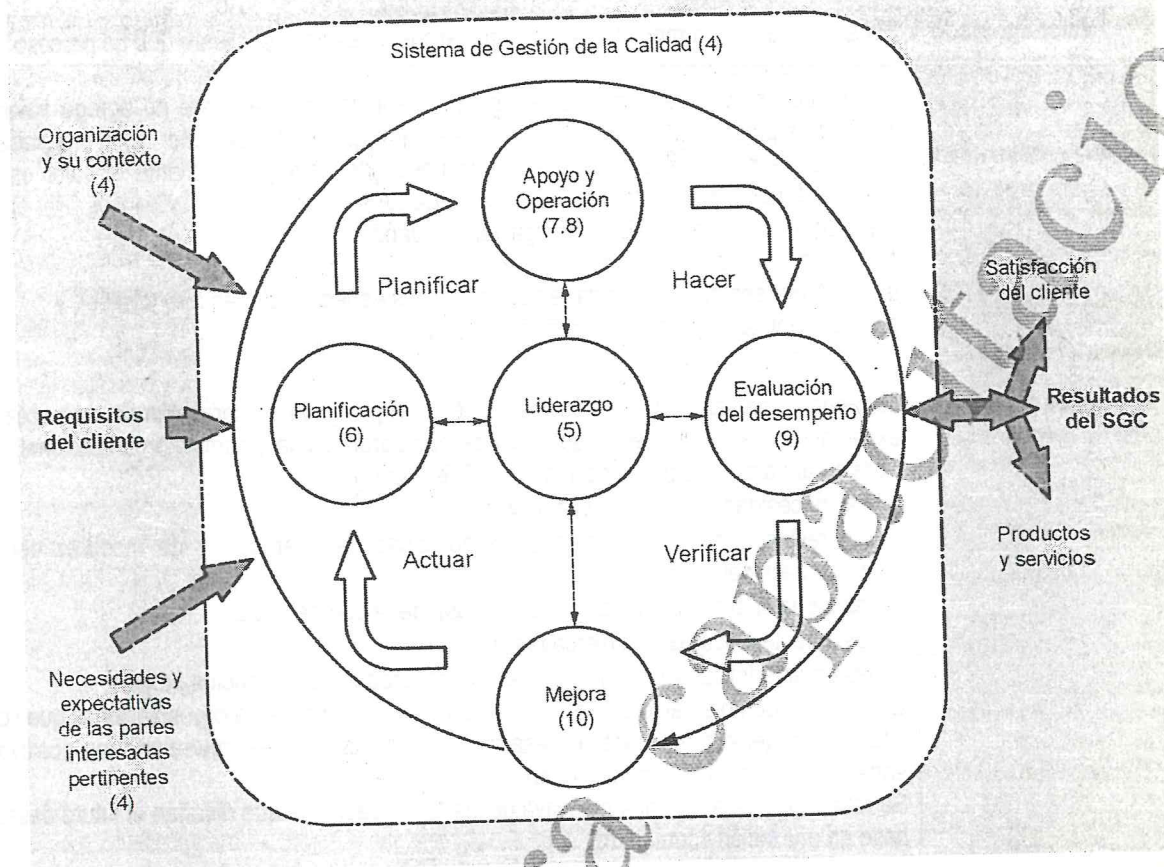 Sistema de Gestión de la Calidad (4)
Organización
y su contexto
(4)
Apoyo y
Operación
(7.8)
Planificar
Hacer
Satisfacción
del cliente
Requisitos
del cliente
Planificación
(6)
Liderazgo
(5)
Evaluación
del desempeño
(9)
Resultados
del SGC
Actuar
Verificar
Productos
y servicios
Necesidades y
expectativas
de las partes
interesadas
pertinentes
(4)
Mejora
(10)